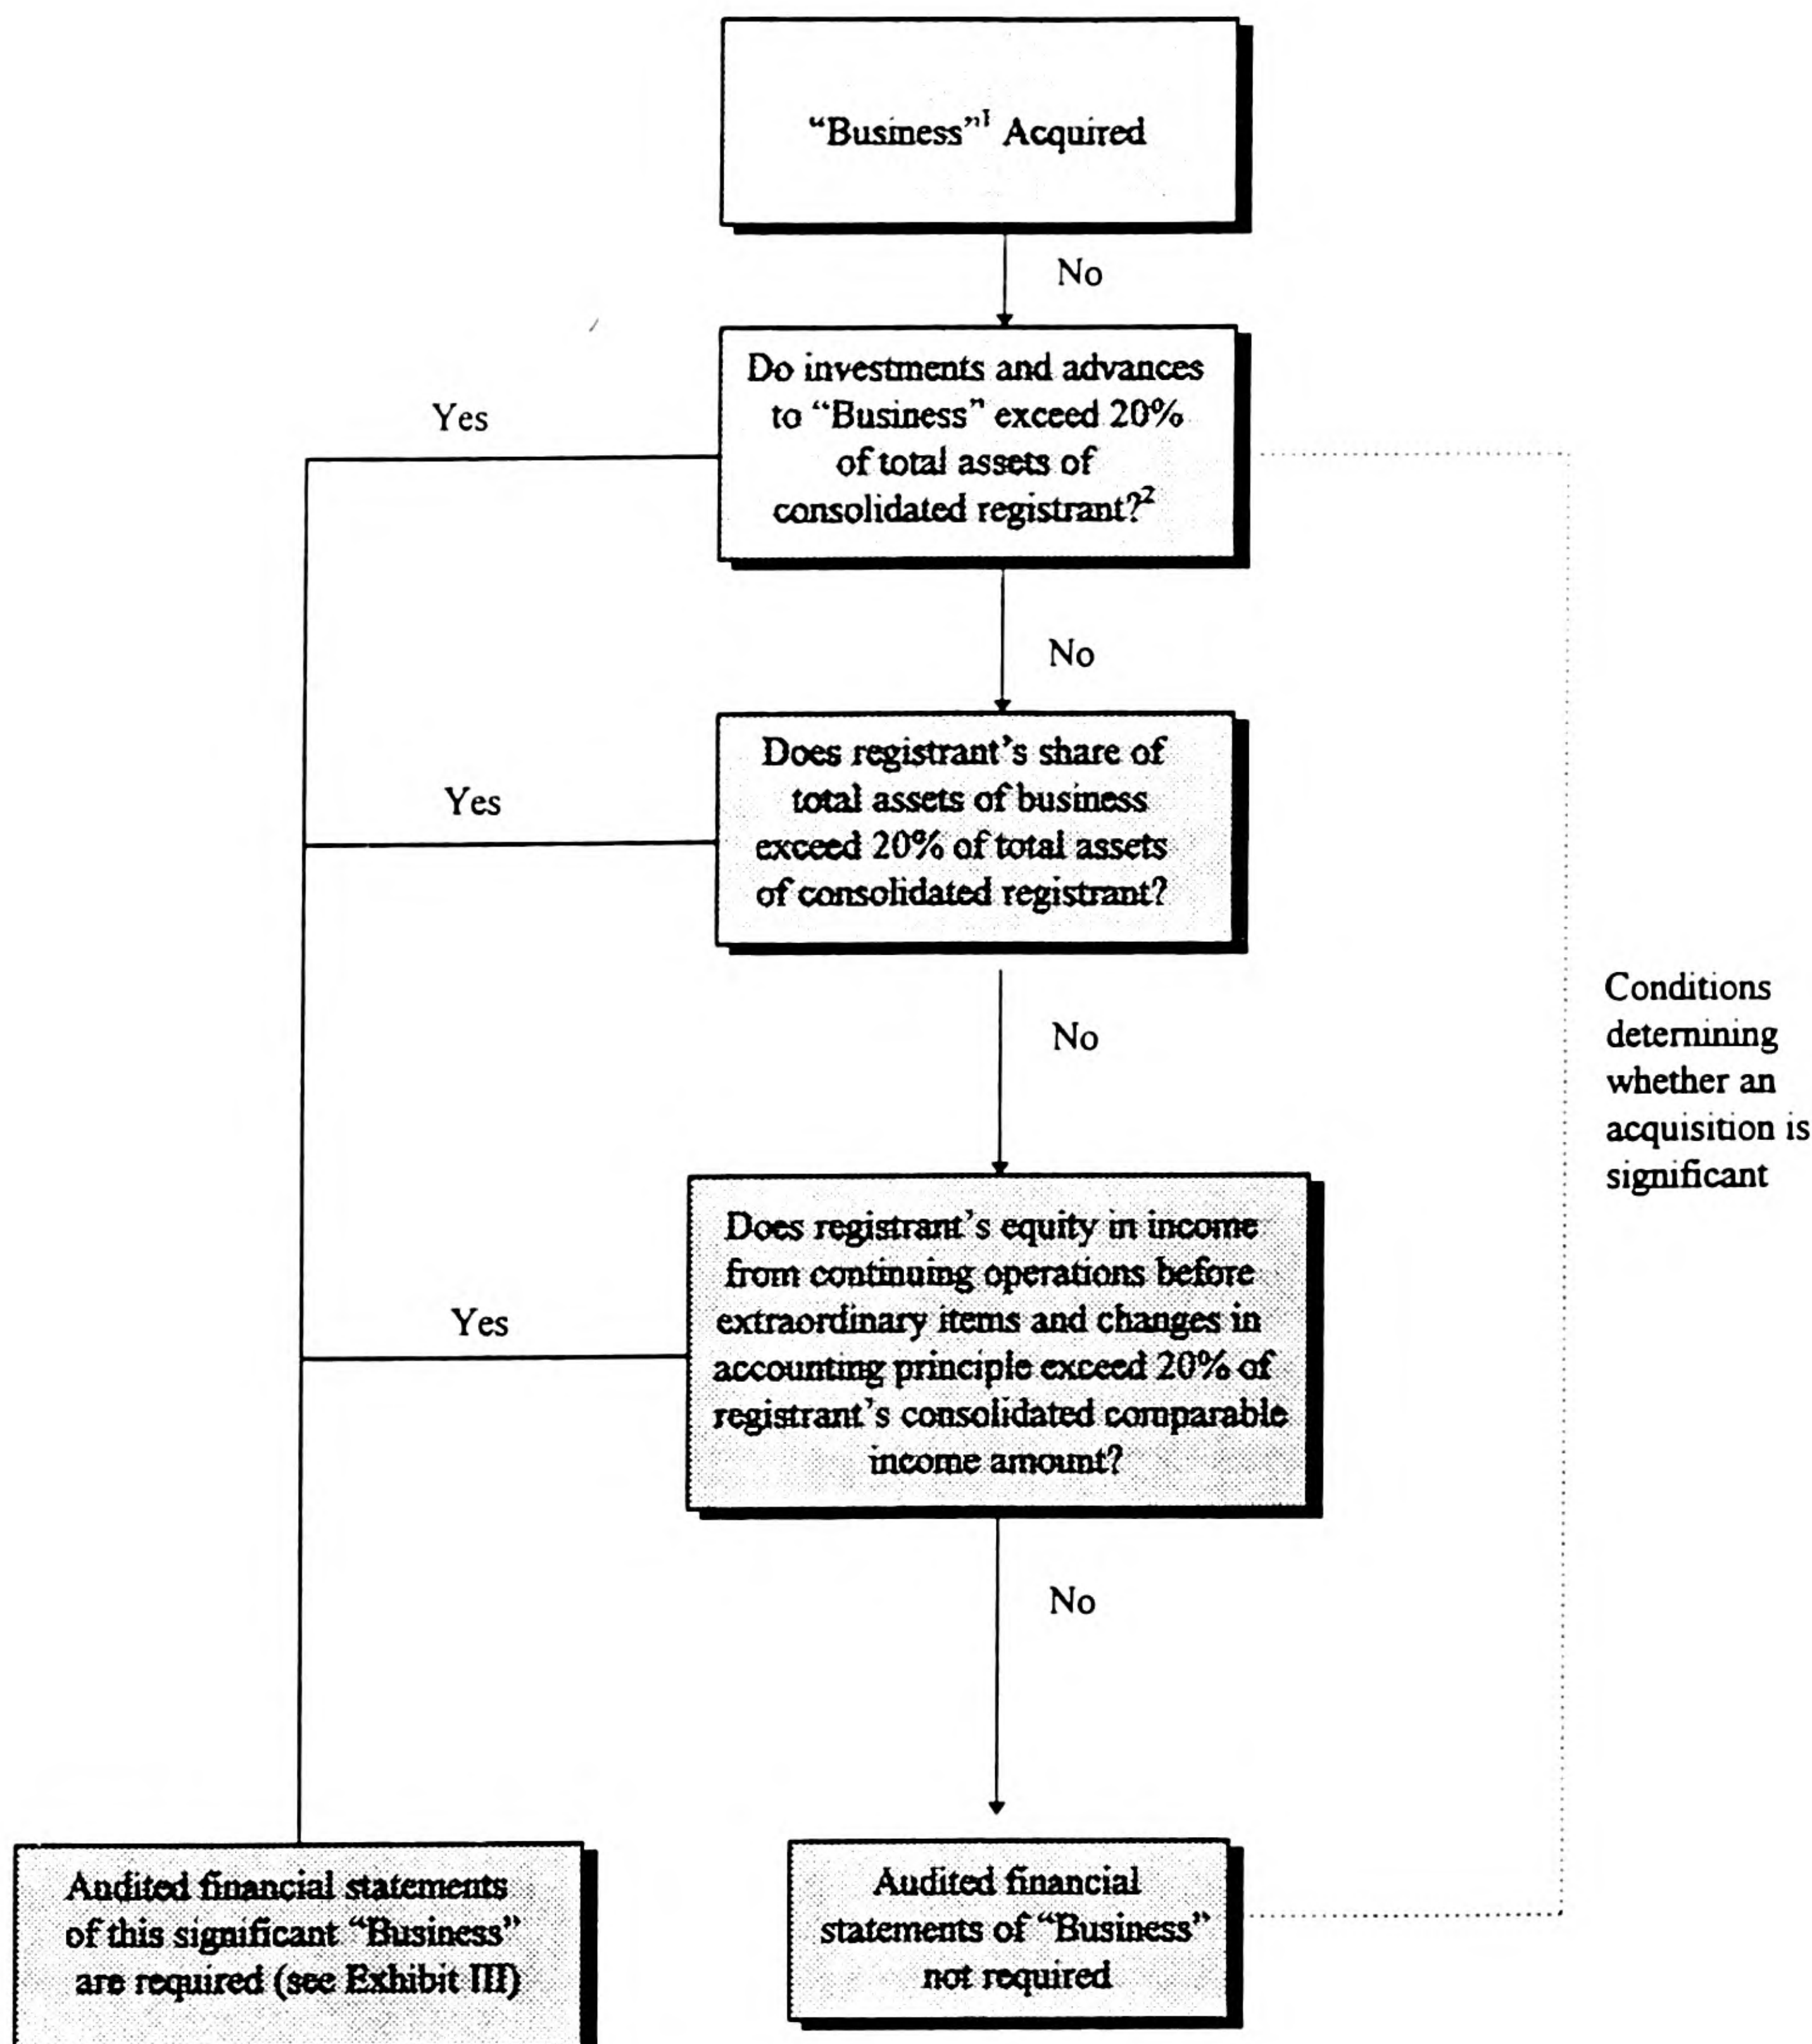 “Business”¹ Acquired
No
Do investments and advances
to “Business” exceed 20%
of total assets of
consolidated registrant?²
Yes
No
Does registrant’s share of
total assets of business
exceed 20% of total assets
of consolidated registrant?
Yes
No
Conditions
determining
whether an
acquisition is
significant
Does registrant’s equity in income
from continuing operations before
extraordinary items and changes in
accounting principle exceed 20% of
registrant’s consolidated comparable
income amount?
Yes
No
Audited financial statements
of this significant “Business”
are required (see Exhibit III)
Audited financial
statements of “Business”
not required